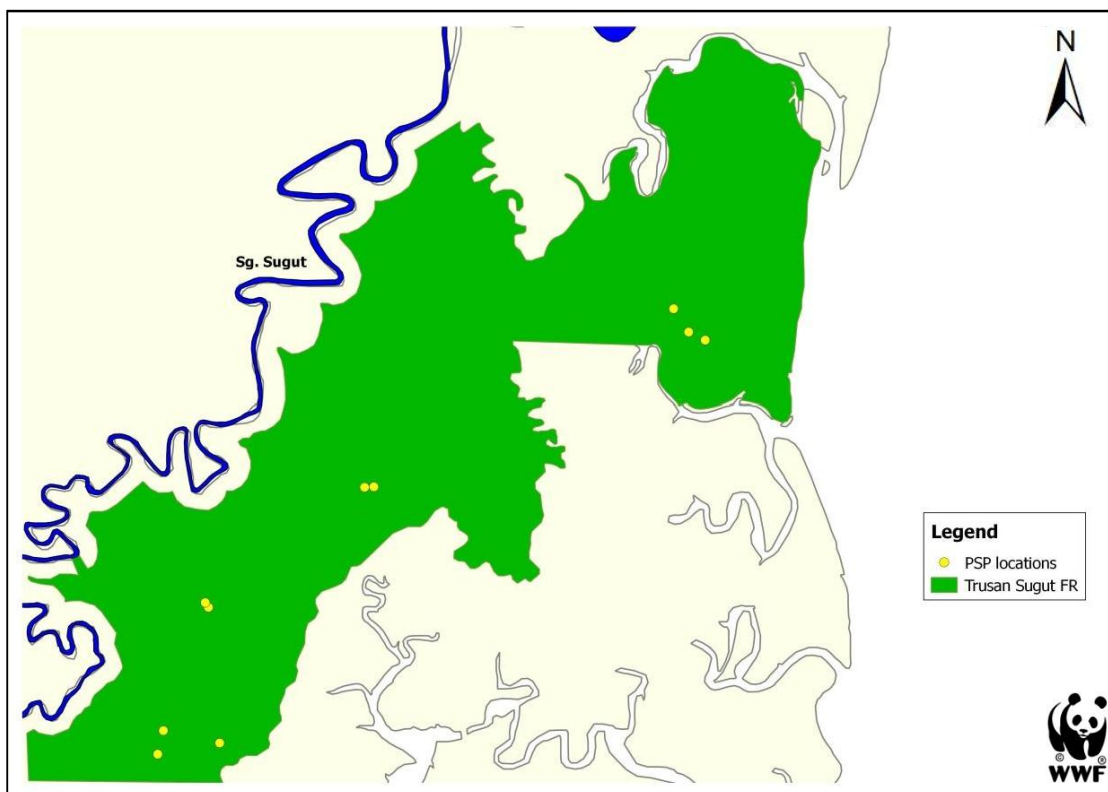 N
Sg. Sugut
Legend
PSP locations
Trusan Sugut FR
©
®
WWF